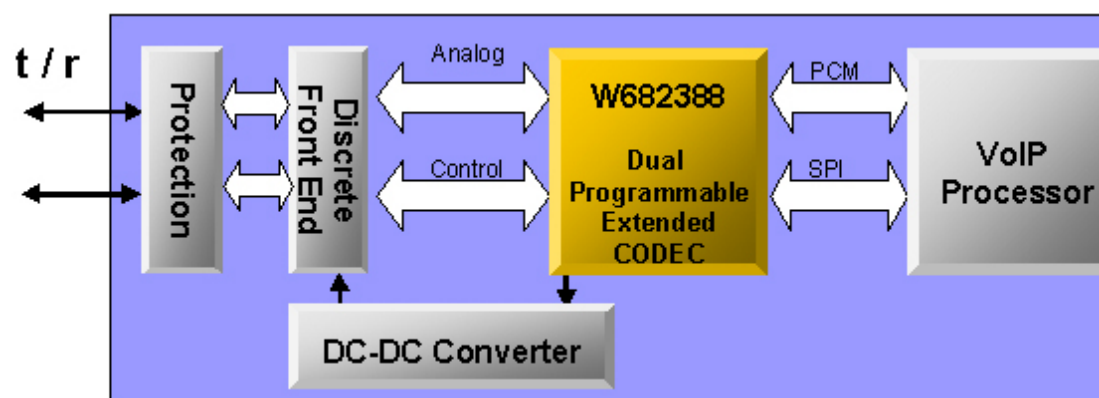 t / r
Protection
Discrete
Front End
Analog
Control
W682388
Dual
Programmable
Extended
CODEC
PCM
SPI
VoIP
Processor
DC-DC Converter